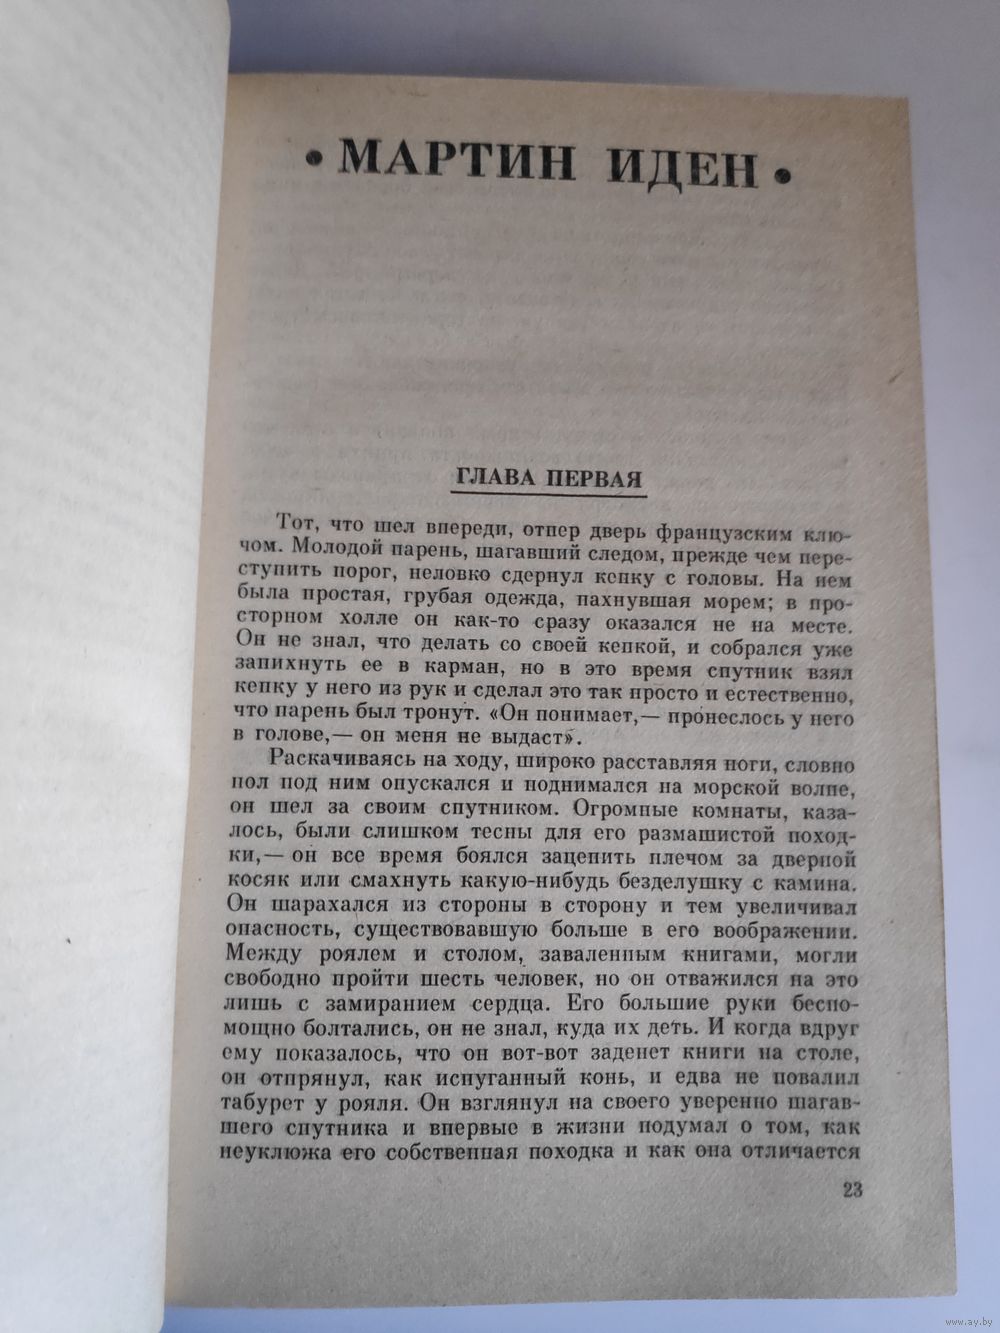 • МАРТИН ИДЕН •
ГЛАВА ПЕРВАЯ
Тот, что шел впереди, отпер дверь французским клю-
чом. Молодой парень, шагавший следом, прежде чем пере-
ступить порог, неловко сдернул кепку с головы. На нем
была простая, грубая одежда, пахнувшая морем; в про-
сторном холле он как-то сразу оказался не на месте.
Он не знал, что делать со своей кепкой, и собрался уже
запихнуть ее в карман, но в это время спутник взял
кепку у него из рук и сделал это так просто и естественно,
что парень был тронут. «Он понимает,— пронеслось у него
в голове,— он меня не выдаст».
Раскачиваясь на ходу, широко расставляя ноги, словно
пол под ним опускался и поднимался на морской волне,
он шел за своим спутником. Огромные комнаты, каза-
лось, были слишком тесны для его размашистой поход-
ки,— он все время боялся зацепить плечом за дверной
косяк или смахнуть какую-нибудь безделушку с камина.
Он шарахался из стороны в сторону и тем увеличивал
опасность, существовавшую больше в его воображении.
Между роялем и столом, заваленным книгами, могли
свободно пройти шесть человек, но он отважился на это
лишь с замиранием сердца. Его большие руки беспо-
мощно болтались, он не знал, куда их деть. И когда вдруг
ему показалось, что он вот-вот заденет книги на столе,
он отпрянул, как испуганный конь, и едва не повалил
табурет у рояля. Он взглянул на своего уверенно шагав-
шего спутника и впервые в жизни подумал о том, как
неуклюжа его собственная походка и как она отличается
23
www.ay.by